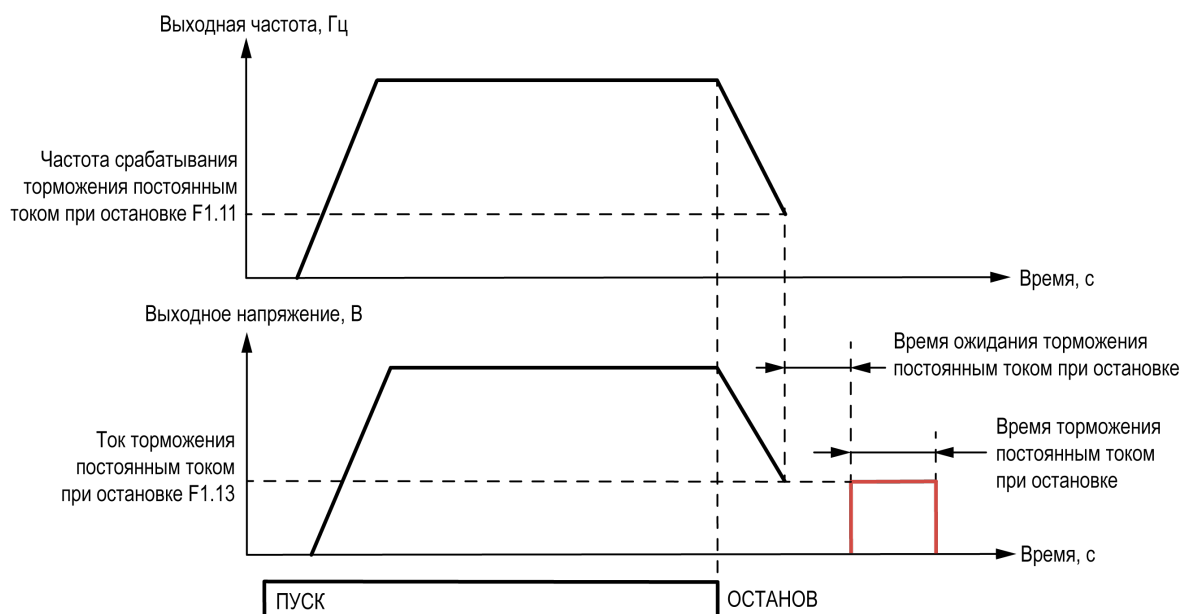 Выходная частота, Гц
Частота срабатывания
торможения постоянным
током при остановке F1.11
Время, с
Выходное напряжение, В
Время ожидания торможения
постоянным током при остановке
Ток торможения
постоянным током
при остановке F1.13
Время торможения
постоянным током
при остановке
Время, с
ПУСК
ОСТАНОВ